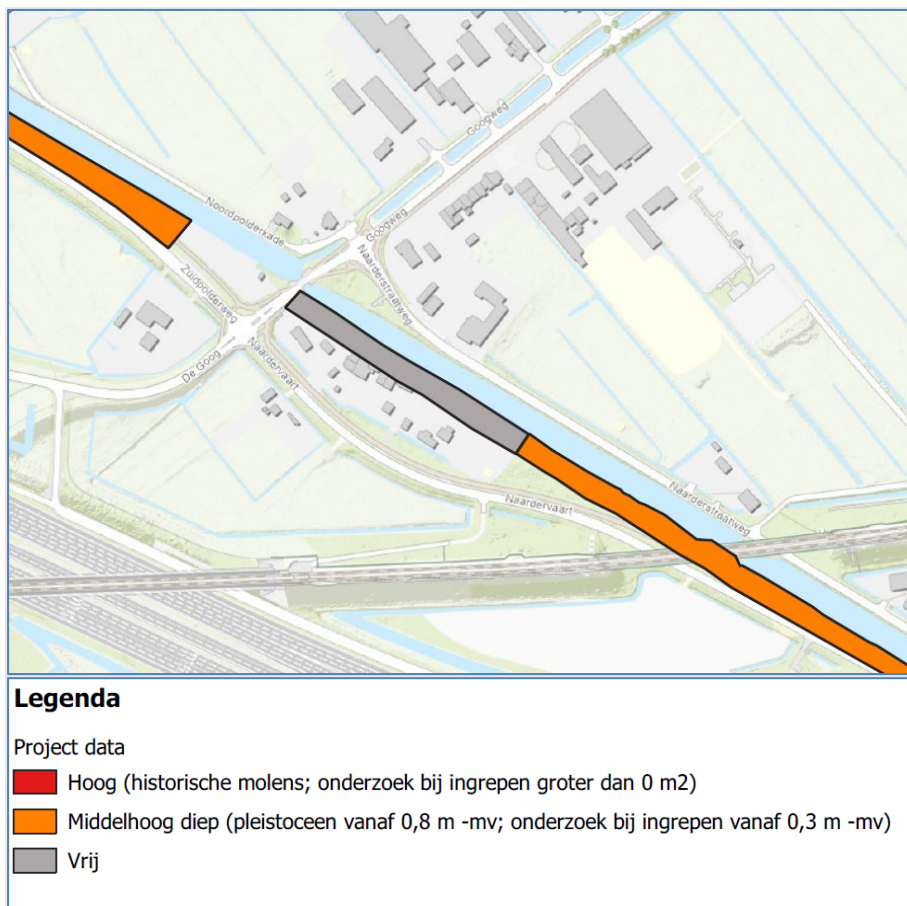 Googweg
Noordpolderkade
Googweg
Naarderstraatweg
Zuidpolderweg
De Goog
Naardervaart
Naardervaart
Naarderstraatweg
Legenda
Project data
Hoog (historische molens; onderzoek bij ingrepen groter dan 0 m2)
Middelhoog diep (pleistoceen vanaf 0,8 m -mv; onderzoek bij ingrepen vanaf 0,3 m -mv)
Vrij